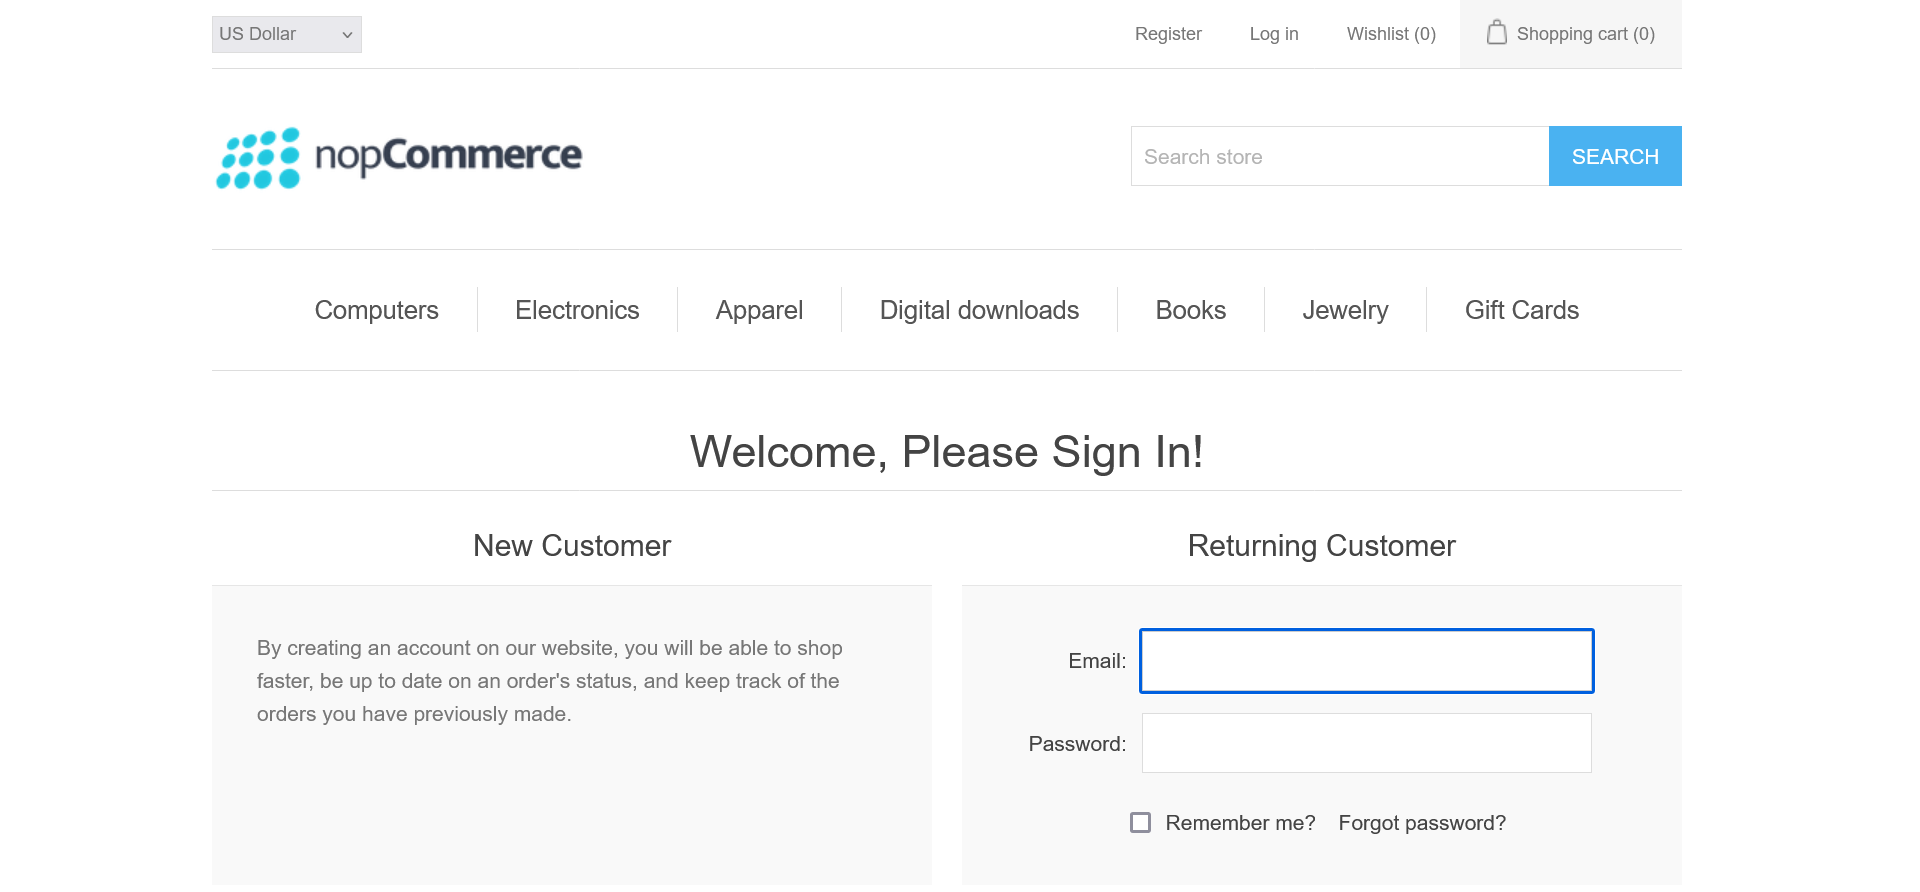 US Dollar
Register
Log in
Wishlist (0)
Shopping cart (0)
nopCommerce
Search store
SEARCH
Computers
Electronics
Apparel
Digital downloads
Books
Jewelry
Gift Cards
Welcome, Please Sign In!
New Customer
By creating an account on our website, you will be able to shop
faster, be up to date on an order's status, and keep track of the
orders you have previously made.
Returning Customer
Email:
Password:
Remember me?
Forgot password?